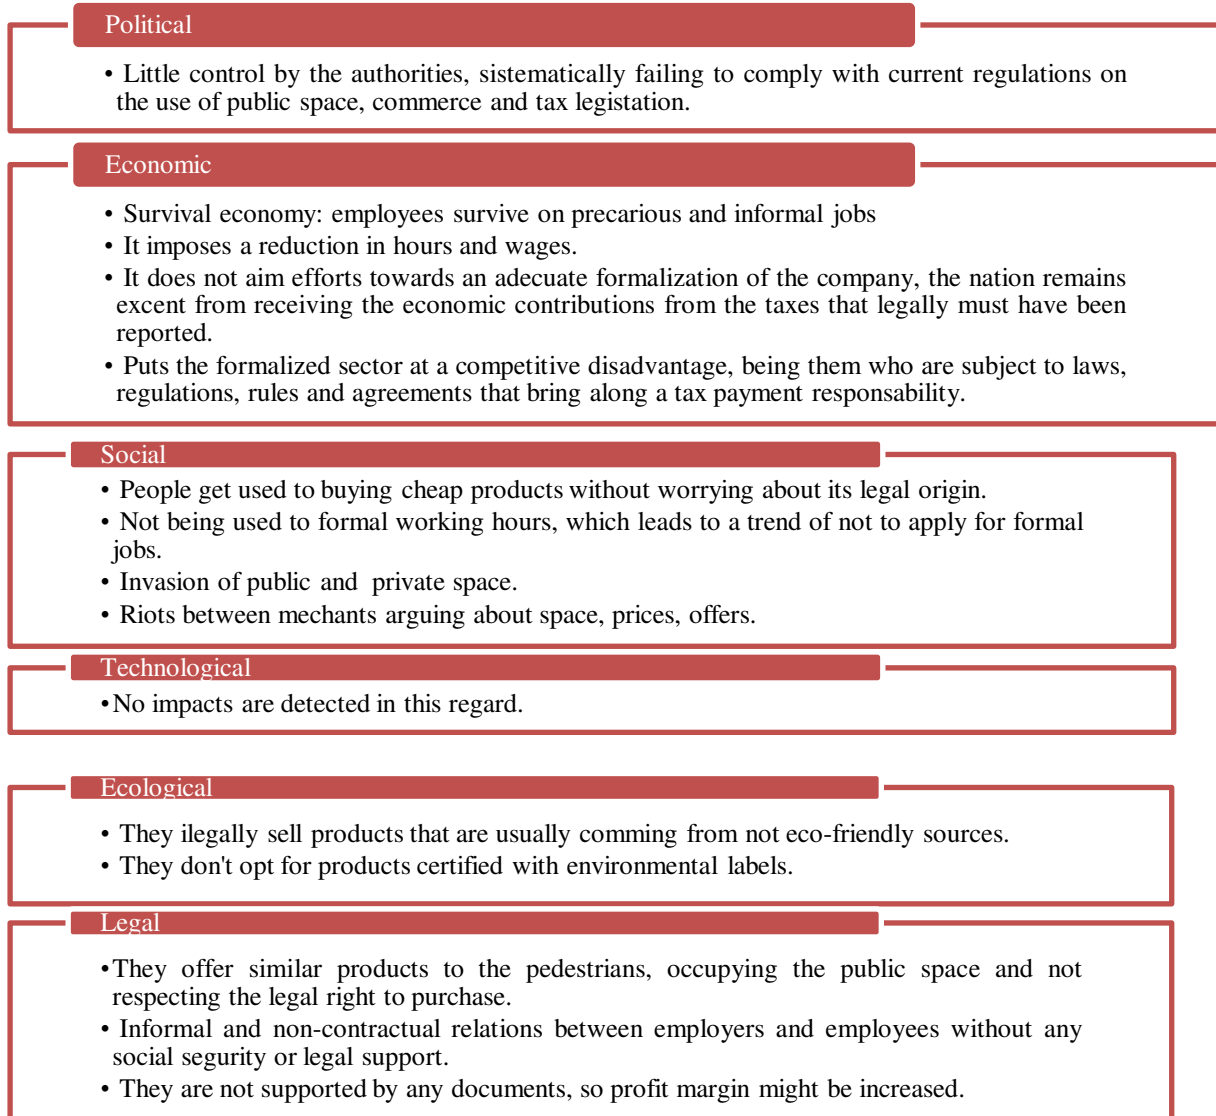 Political
• Little control by the authorities, sistematically failing to comply with current regulations on
the use of public space, commerce and tax legistation.
Economic
• Survival economy: employees survive on precarious and informal jobs
• It imposes a reduction in hours and wages.
• It does not aim efforts towards an adecuate formalization of the company, the nation remains
excent from receiving the economic contributions from the taxes that legally must have been
reported.
• Puts the formalized sector at a competitive disadvantage, being them who are subject to laws,
regulations, rules and agreements that bring along a tax payment responsability.
Social
• People get used to buying cheap products without worrying about its legal origin.
• Not being used to formal working hours, which leads to a trend of not to apply for formal
jobs.
• Invasion of public and private space.
• Riots between mechants arguing about space, prices, offers.
Technological
• No impacts are detected in this regard.
Ecological
• They ilegally sell products that are usually comming from not eco-friendly sources.
• They don't opt for products certified with environmental labels.
Legal
• They offer similar products to the pedestrians, occupying the public space and not
respecting the legal right to purchase.
• Informal and non-contractual relations between employers and employees without any
social segurity or legal support.
• They are not supported by any documents, so profit margin might be increased.